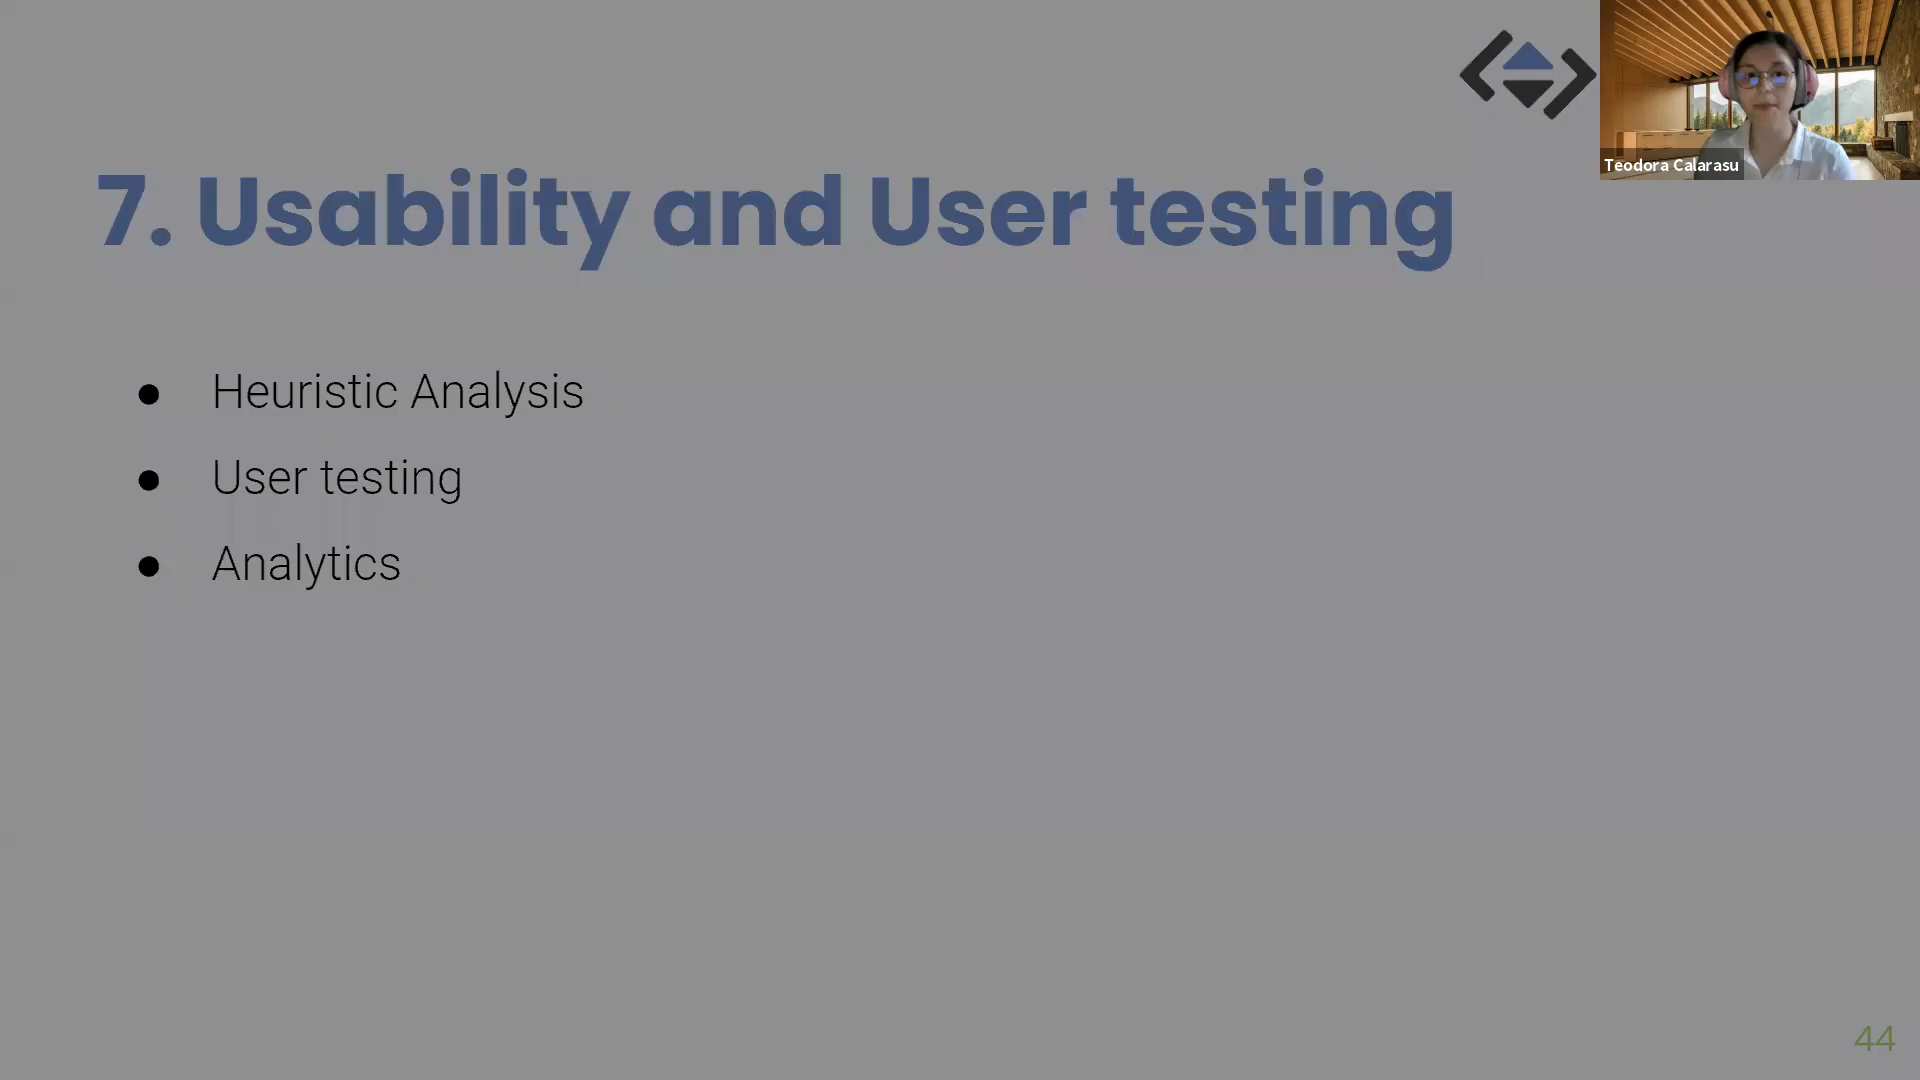 Teodora Calarasu
7. Usability and User testing
● Heuristic Analysis
● User testing
● Analytics
44